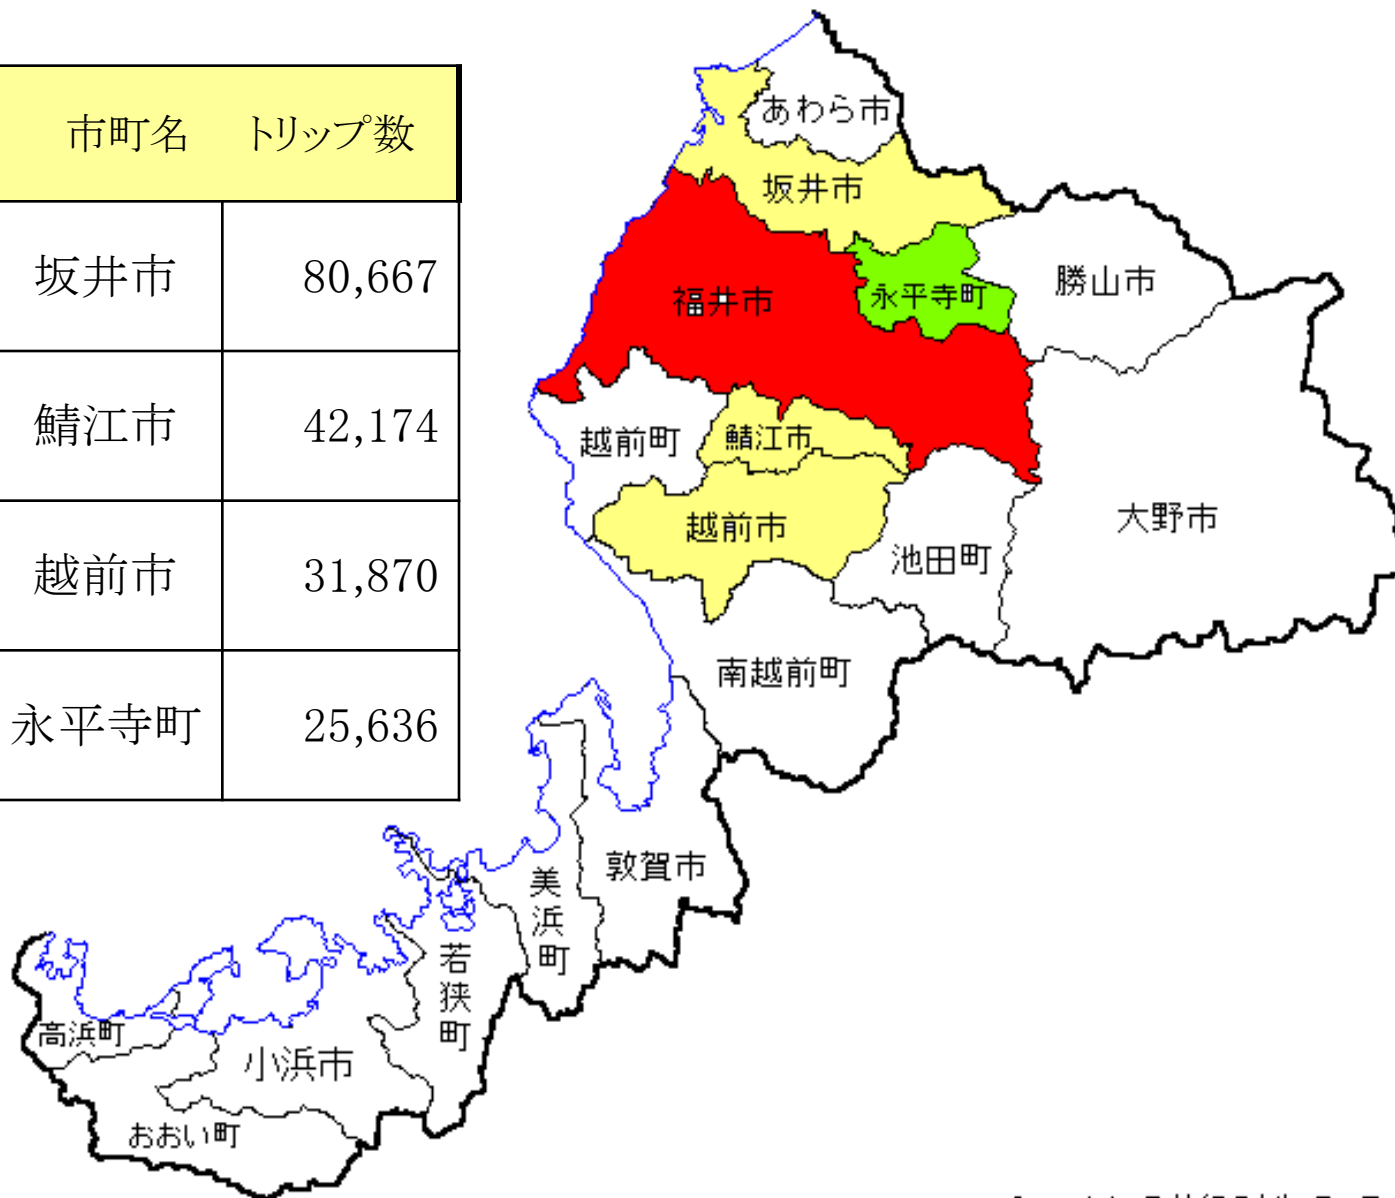 市町名 トリップ数
坂井市 80,667
鯖江市 42,174
越前市 31,870
永平寺町 25,636
あわら市
坂井市
勝山市
福井市
永平寺町
越前町
鯖江市
越前市
大野市
池田町
南越前町
敦賀市
美浜町
若狭町
高浜町
小浜市
おおい町